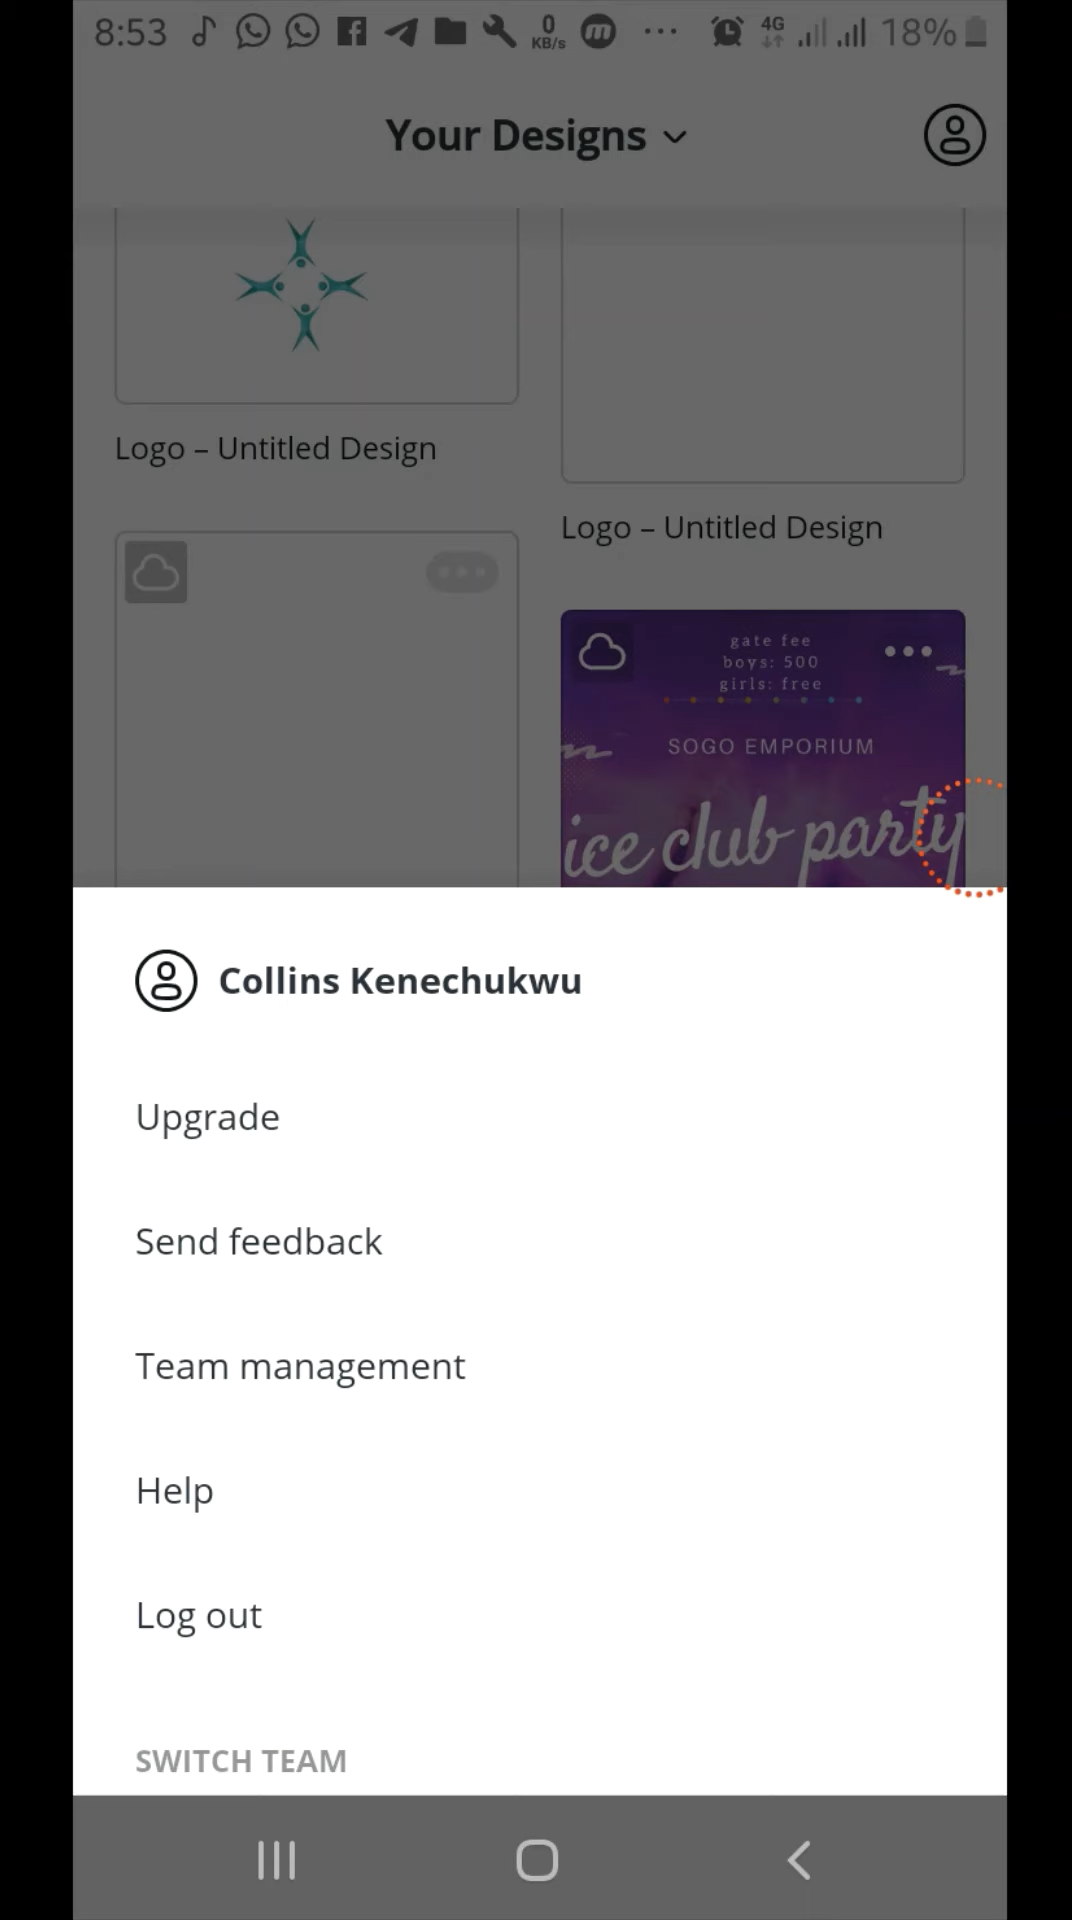 8:53 0 KB/s 4G 18%
Your Designs
Logo – Untitled Design
Logo – Untitled Design
gate fee
boys: 500
girls: free
SOGO EMPORIUM
ice club party
Collins Kenechukwu
Upgrade
Send feedback
Team management
Help
Log out
SWITCH TEAM